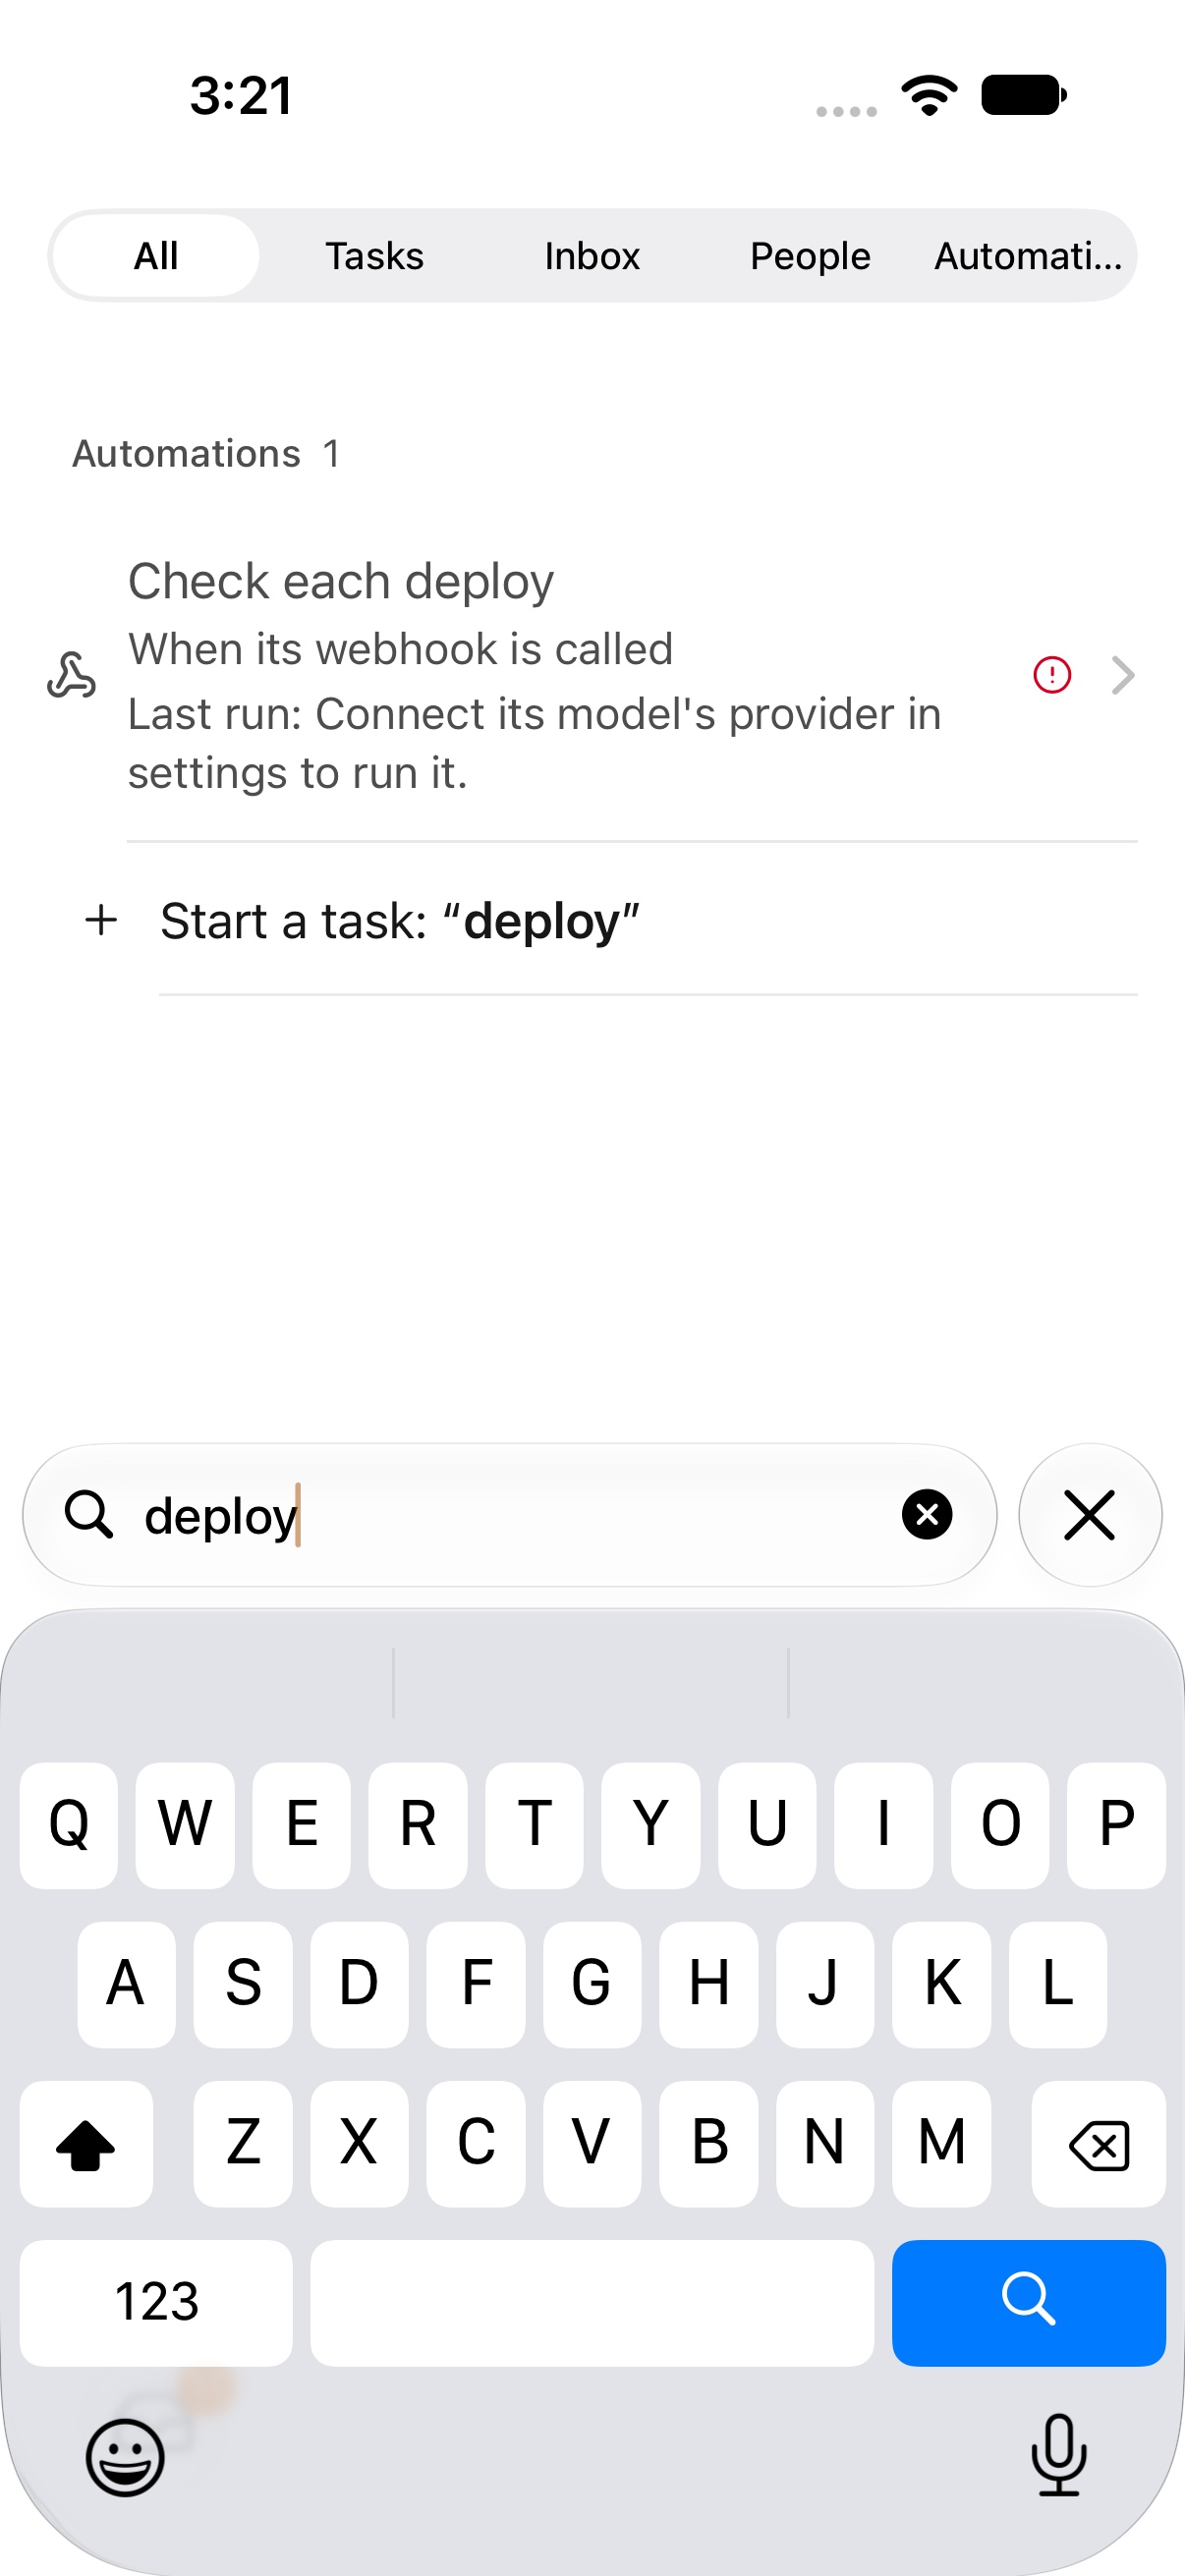 3:21
All Tasks Inbox People Automati...
Automations 1
Check each deploy
When its webhook is called
Last run: Connect its model's provider in
settings to run it.
Start a task: “deploy”
deploy
Q W E R T Y U I O P
A S D F G H J K L
Z X C V B N M
123